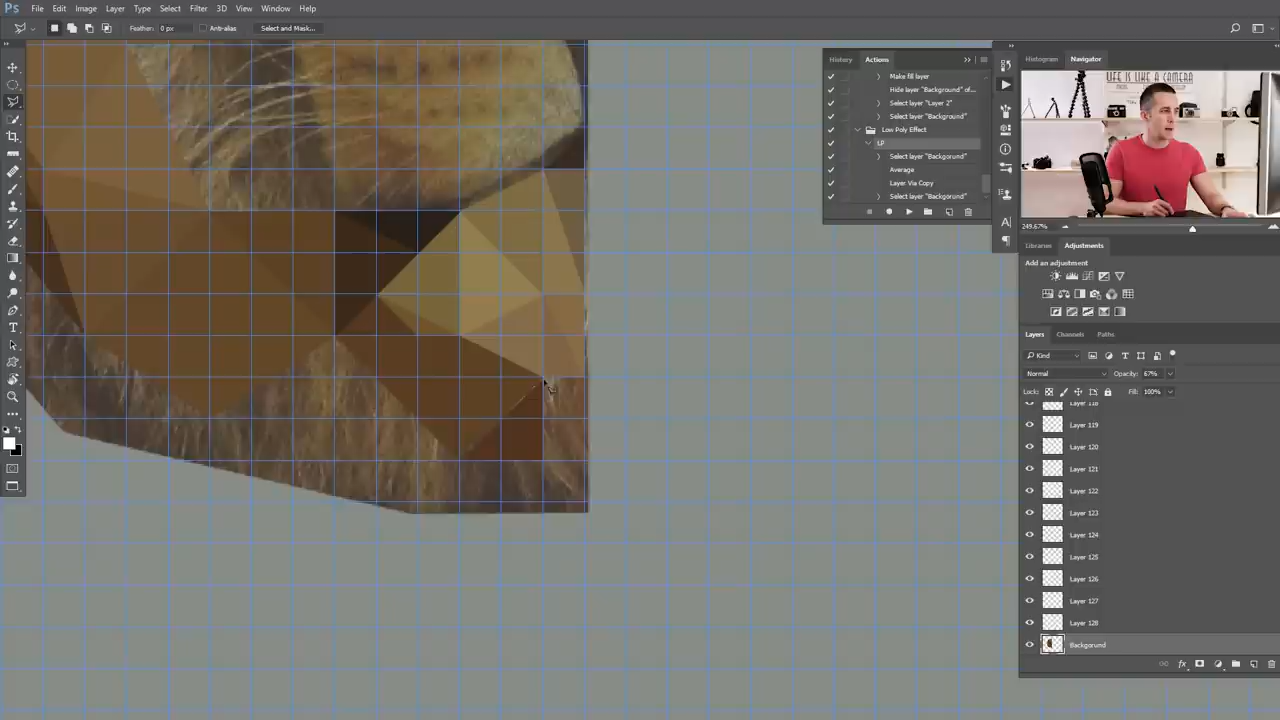 Ps File Edit Image Layer Type Select Filter 3D View Window Help
Feather: 0 px Anti-alias Select and Mask...
History Actions
Make fill layer
Hide layer "Background" of...
Select layer "Layer 2"
Select layer "Background"
Low Poly Effect
LP
Select layer "Background"
Average
Layer Via Copy
Select layer "Background"
Histogram Navigator
LIFE IS LIKE A CAMERA
249.67%
Libraries Adjustments
Add an adjustment
Layers Channels Paths
Kind
Normal Opacity: 67%
Lock: Fill: 100%
Layer 118
Layer 119
Layer 120
Layer 121
Layer 122
Layer 123
Layer 124
Layer 125
Layer 126
Layer 127
Layer 128
Background